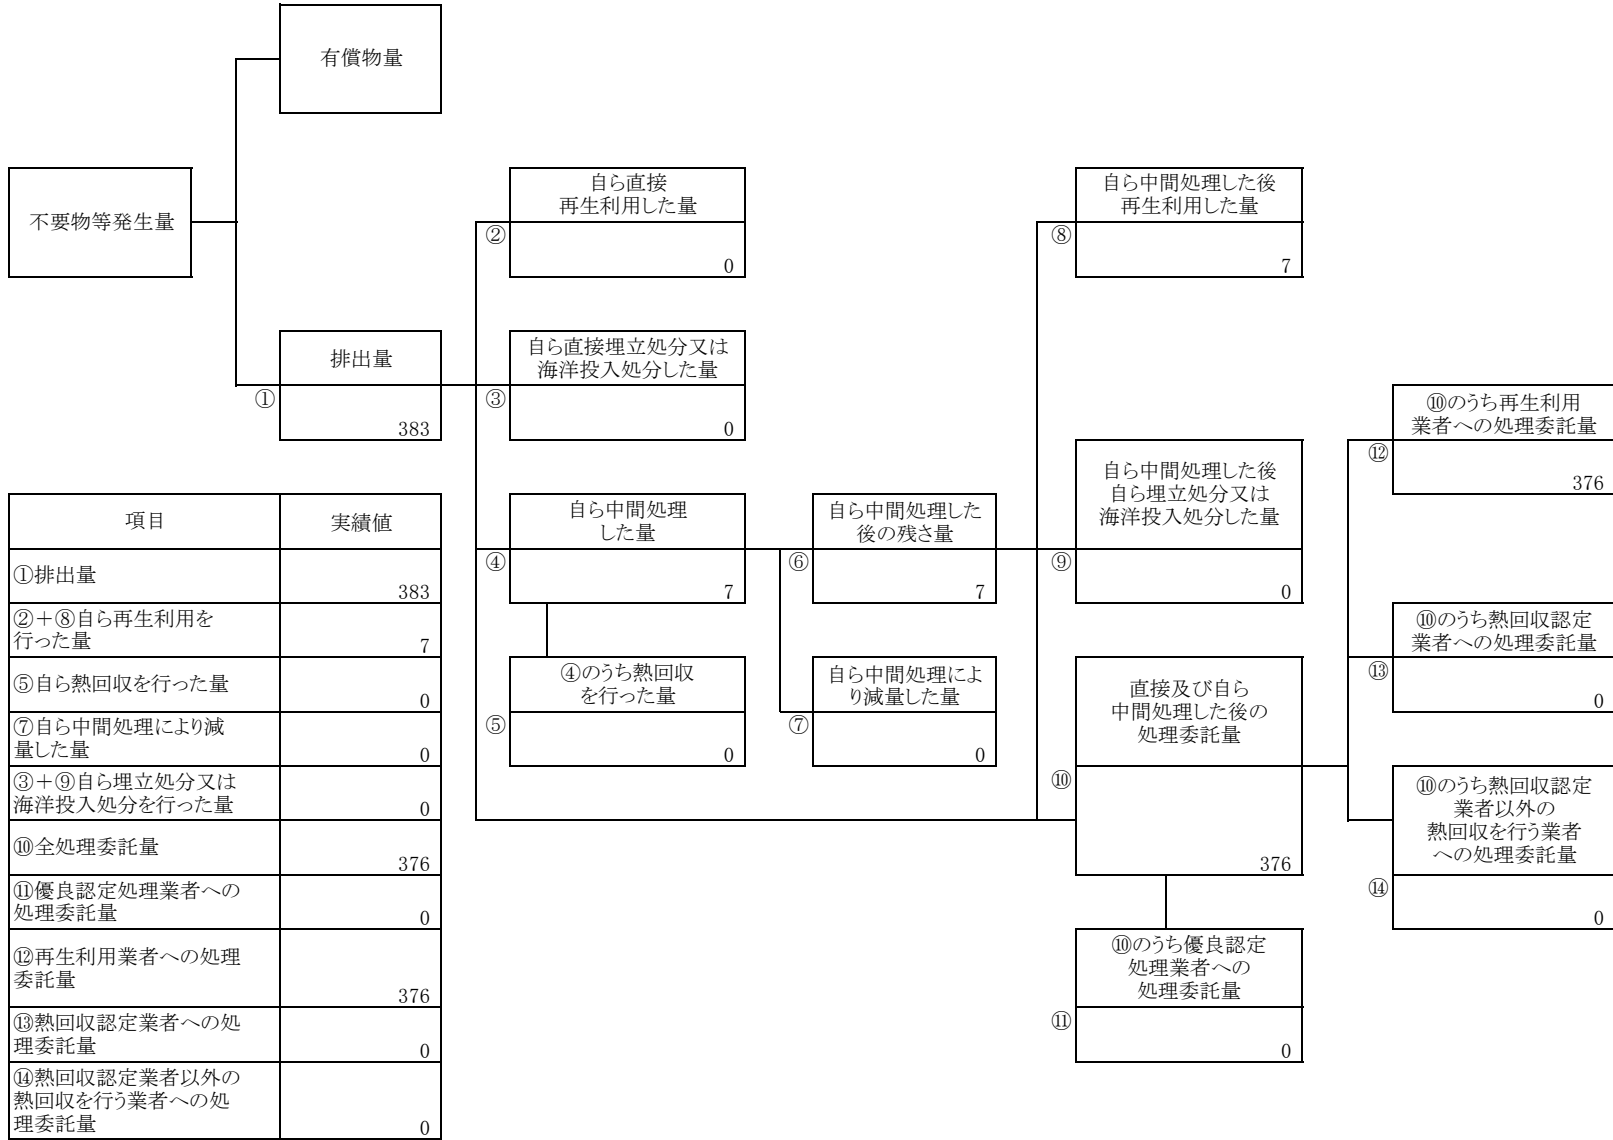 有償物量
不要物等発生量
自ら直接
再生利用した量
②
0
自ら中間処理した後
再生利用した量
⑧
7
排出量
①
383
自ら直接埋立処分又は
海洋投入処分した量
③
0
⑩のうち再生利用
業者への処理委託量
⑫
376
自ら中間処理した後
自ら埋立処分又は
海洋投入処分した量
⑨
0
自ら中間処理
した量
④
7
自ら中間処理した
後の残さ量
⑥
7
⑩のうち熱回収認定
業者への処理委託量
⑬
0
④のうち熱回収
を行った量
⑤
0
自ら中間処理によ
り減量した量
⑦
0
直接及び自ら
中間処理した後の
処理委託量
⑩
376
⑩のうち熱回収認定
業者以外の
熱回収を行う業者
への処理委託量
⑭
0
⑩のうち優良認定
処理業者への
処理委託量
⑪
0
項目 実績値
①排出量
383
②＋⑧自ら再生利用を
行った量
7
⑤自ら熱回収を行った量
0
⑦自ら中間処理により減
量した量
0
③＋⑨自ら埋立処分又は
海洋投入処分を行った量
0
⑩全処理委託量
376
⑪優良認定処理業者への
処理委託量
0
⑫再生利用業者への処理
委託量
376
⑬熱回収認定業者への処
理委託量
0
⑭熱回収認定業者以外の
熱回収を行う業者への処
理委託量
0